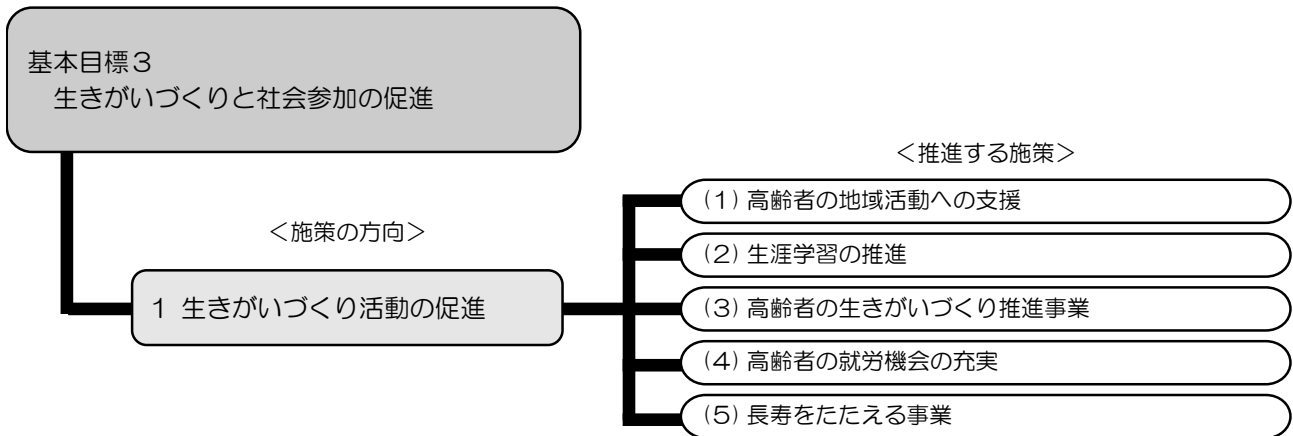 基本目標３
生きがいづくりと社会参加の促進
＜推進する施策＞
(1) 高齢者の地域活動への支援
＜施策の方向＞
(2) 生涯学習の推進
1 生きがいづくり活動の促進
(3) 高齢者の生きがいづくり推進事業
(4) 高齢者の就労機会の充実
(5) 長寿をたたえる事業